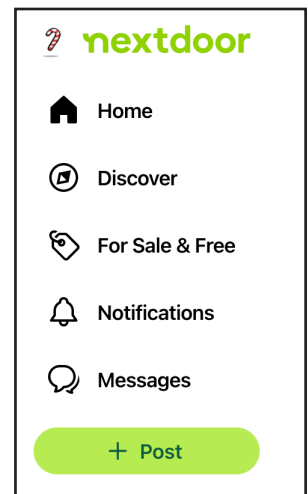 nextdoor
Home
Discover
For Sale & Free
Notifications
Messages
+ Post